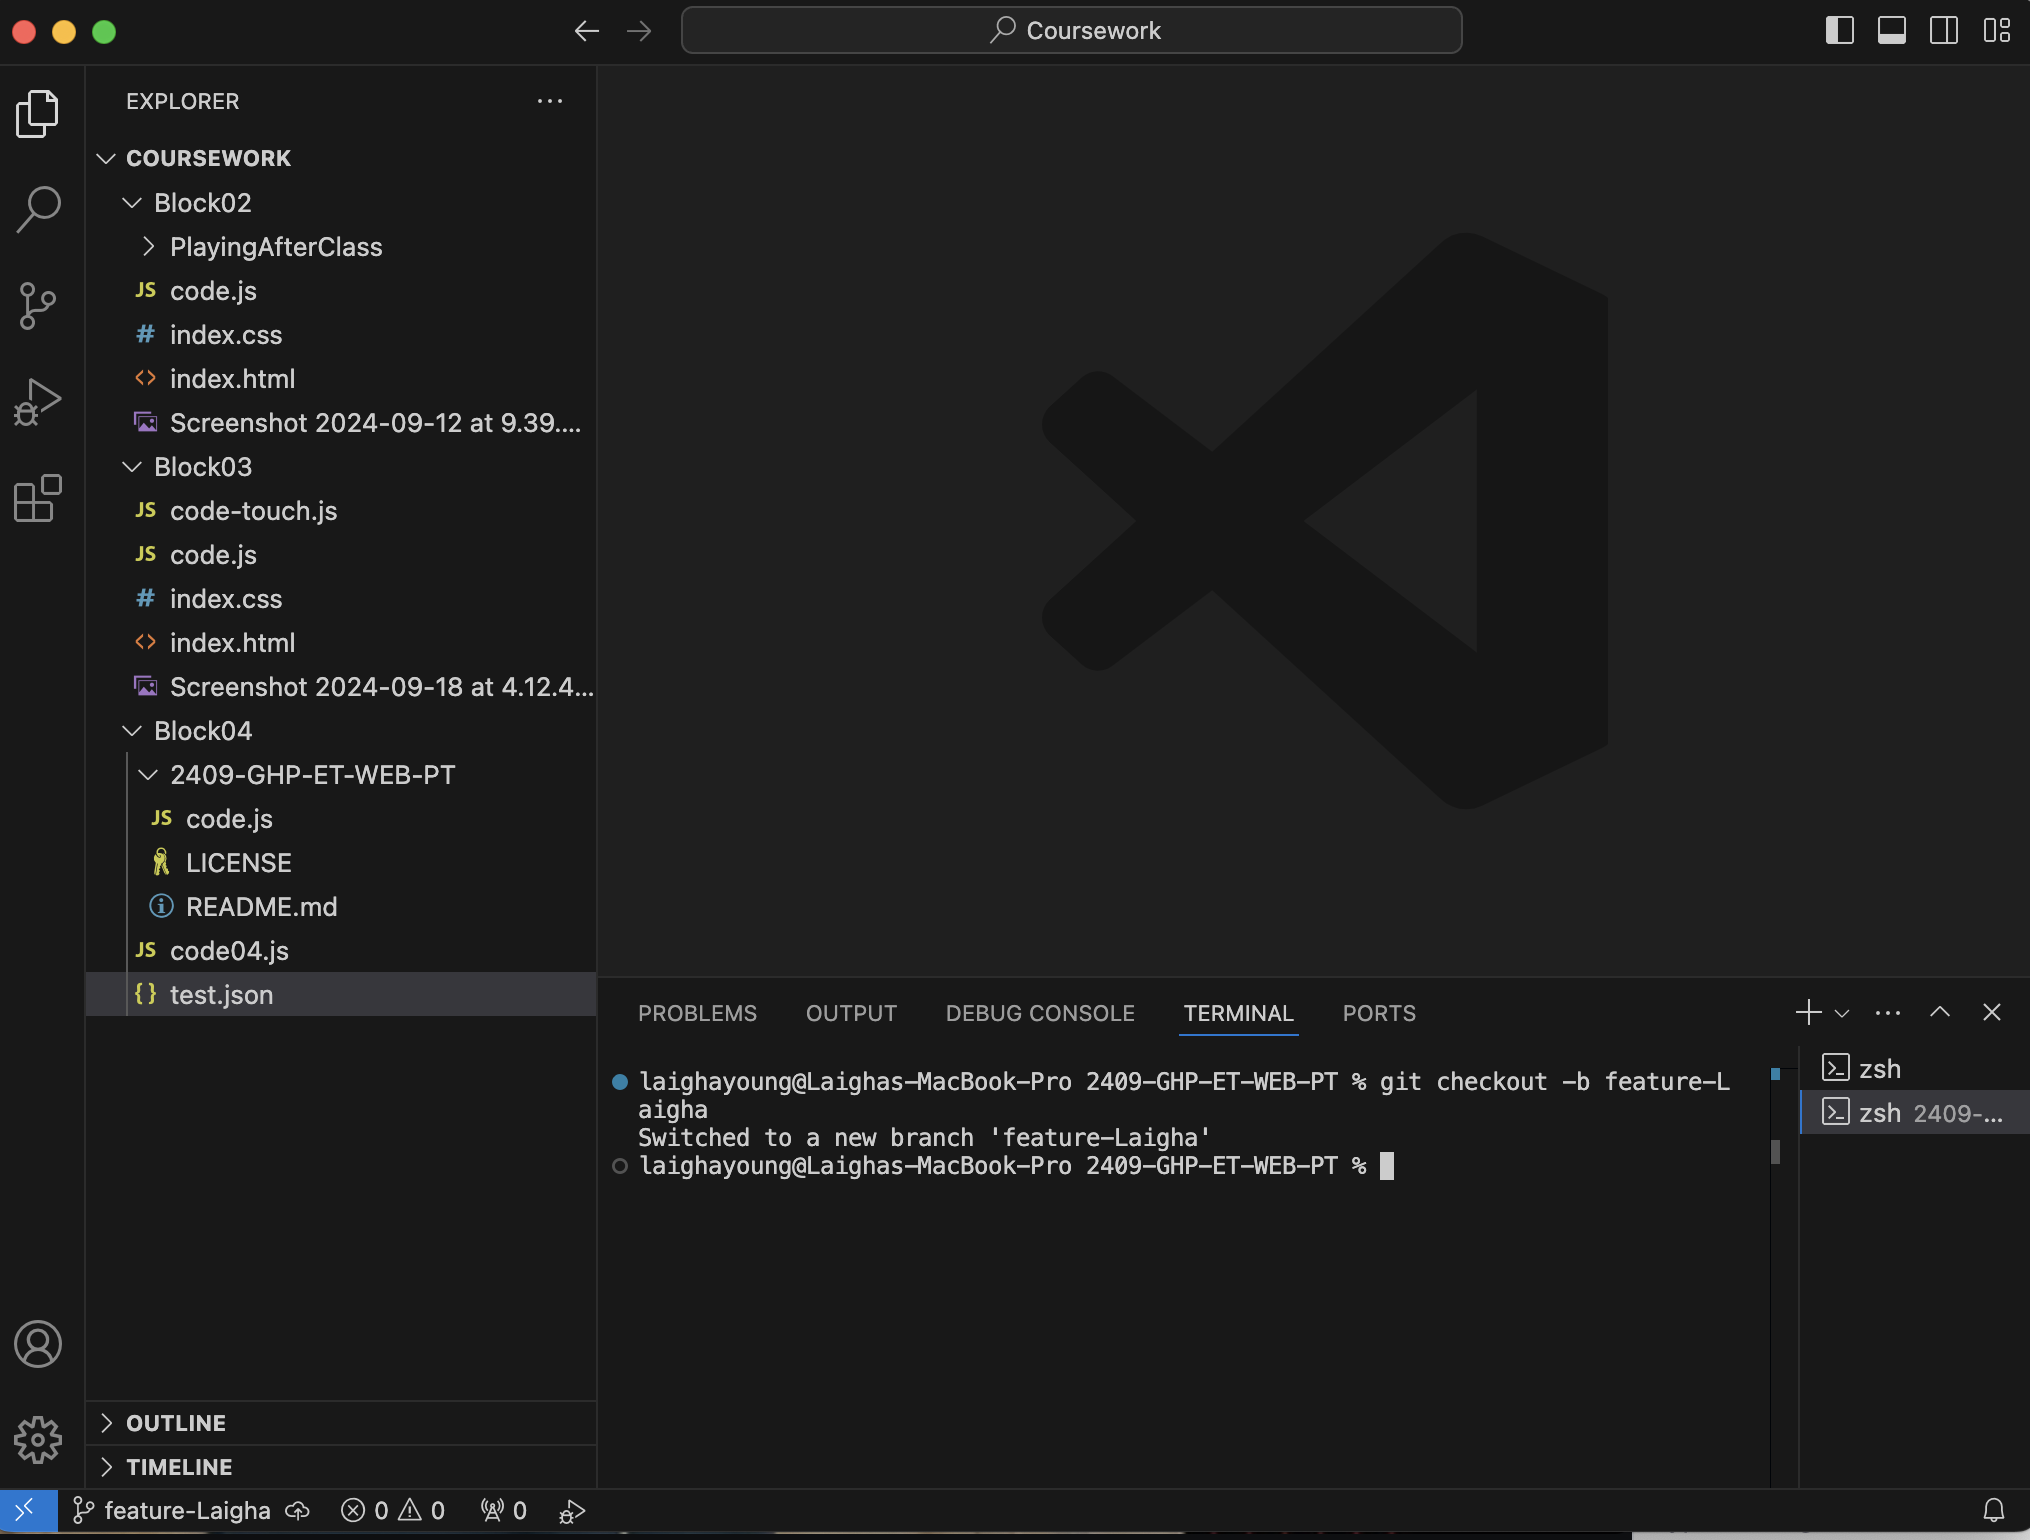 Coursework
EXPLORER
COURSEWORK
Block02
PlayingAfterClass
JS code.js
# index.css
<> index.html
Screenshot 2024-09-12 at 9.39....
Block03
JS code-touch.js
JS code.js
# index.css
<> index.html
Screenshot 2024-09-18 at 4.12.4...
Block04
2409-GHP-ET-WEB-PT
JS code.js
LICENSE
README.md
JS code04.js
{} test.json
OUTLINE
TIMELINE
PROBLEMS OUTPUT DEBUG CONSOLE TERMINAL PORTS
laighayoung@Laighas-MacBook-Pro 2409-GHP-ET-WEB-PT % git checkout -b feature-L
aigha
Switched to a new branch 'feature-Laigha'
laighayoung@Laighas-MacBook-Pro 2409-GHP-ET-WEB-PT %
zsh
zsh 2409-...
feature-Laigha 0 0 0